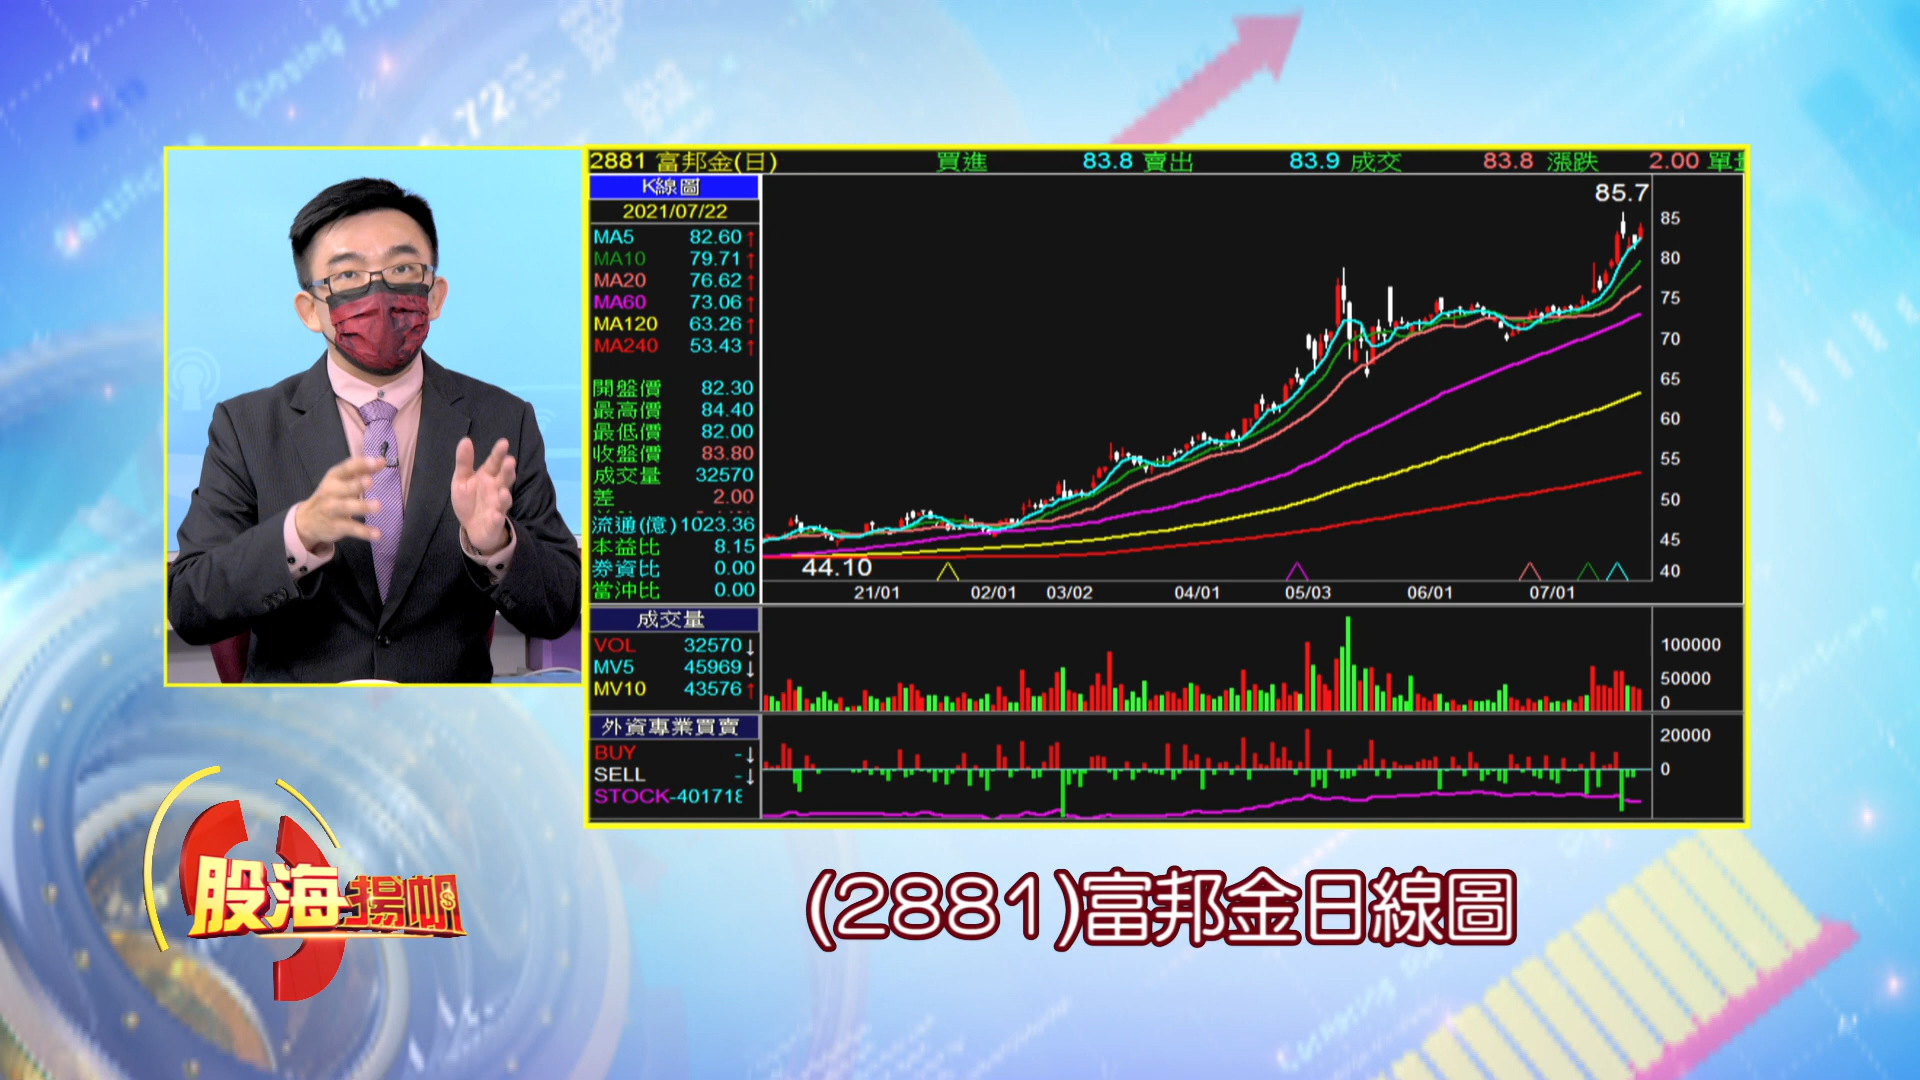 2881 富邦金(日) 買進 83.8 賣出 83.9 成交 83.8 漲跌 2.00 單量
K線圖
2021/07/22
MA5 82.60↑
MA10 79.71↑
MA20 76.62↑
MA60 73.06↑
MA120 63.26↑
MA240 53.43↑
開盤價 82.30
最高價 84.40
最低價 82.00
收盤價 83.80
成交量 32570
差 2.00
流通(億)1023.36
本益比 8.15
券資比 0.00
當沖比 0.00
85.7
85
80
75
70
65
60
55
50
45
40
44.10
21/01 02/01 03/02 04/01 05/03 06/01 07/01
成交量
VOL 32570↓
MV5 45969↓
MV10 43576↑
100000
50000
0
外資專業買賣
BUY -↓
SELL -↓
STOCK-401718
20000
0
股海揚帆
(2881)富邦金日線圖